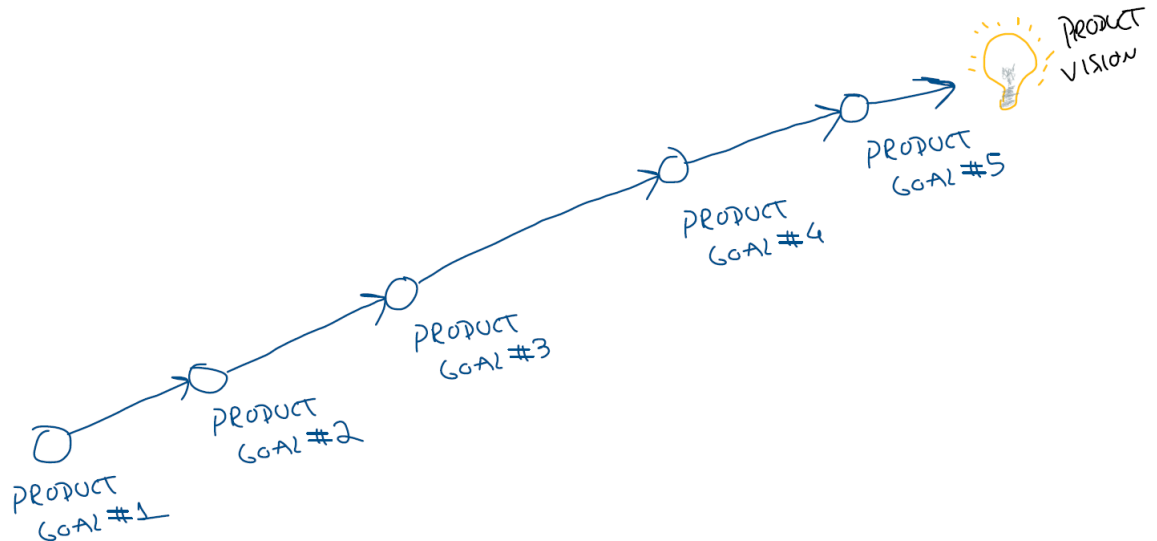 PRODUCT
VISION
PRODUCT
GOAL #5
PRODUCT
GOAL #4
PRODUCT
GOAL #3
PRODUCT
GOAL #2
PRODUCT
GOAL #1